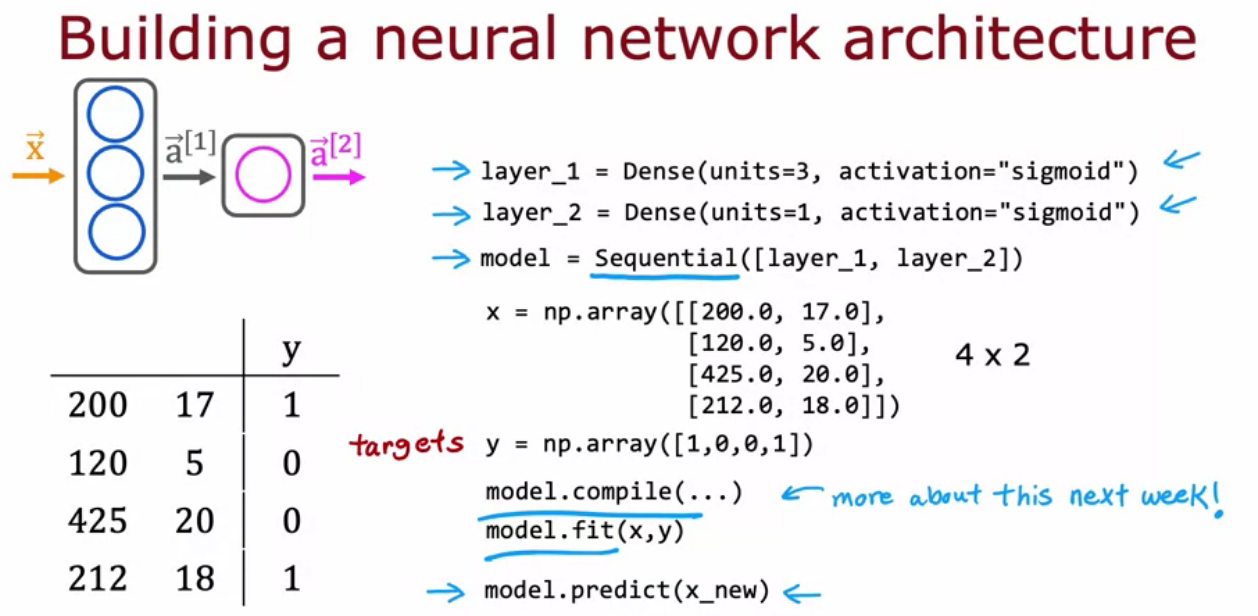 Building a neural network architecture
x⃗
a⃗[1]
a⃗[2]
→ layer_1 = Dense(units=3, activation="sigmoid") ←
→ layer_2 = Dense(units=1, activation="sigmoid") ←
→ model = Sequential([layer_1, layer_2])
x = np.array([[200.0, 17.0],
[120.0, 5.0],
[425.0, 20.0],
[212.0, 18.0]])
4 x 2
targets y = np.array([1,0,0,1])
model.compile(...) ← more about this next week!
model.fit(x,y)
→ model.predict(x_new) ←
y
200 17 1
120 5 0
425 20 0
212 18 1